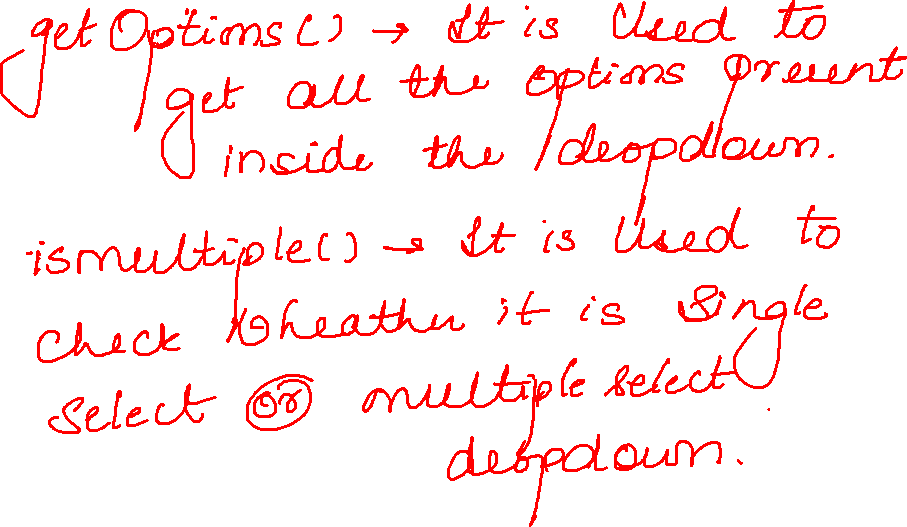 getOptions() → It is Used to
get all the options present
inside the dropdown.
ismultiple() → It is Used to
check wheather it is Single
Select or multiple select
dropdown.